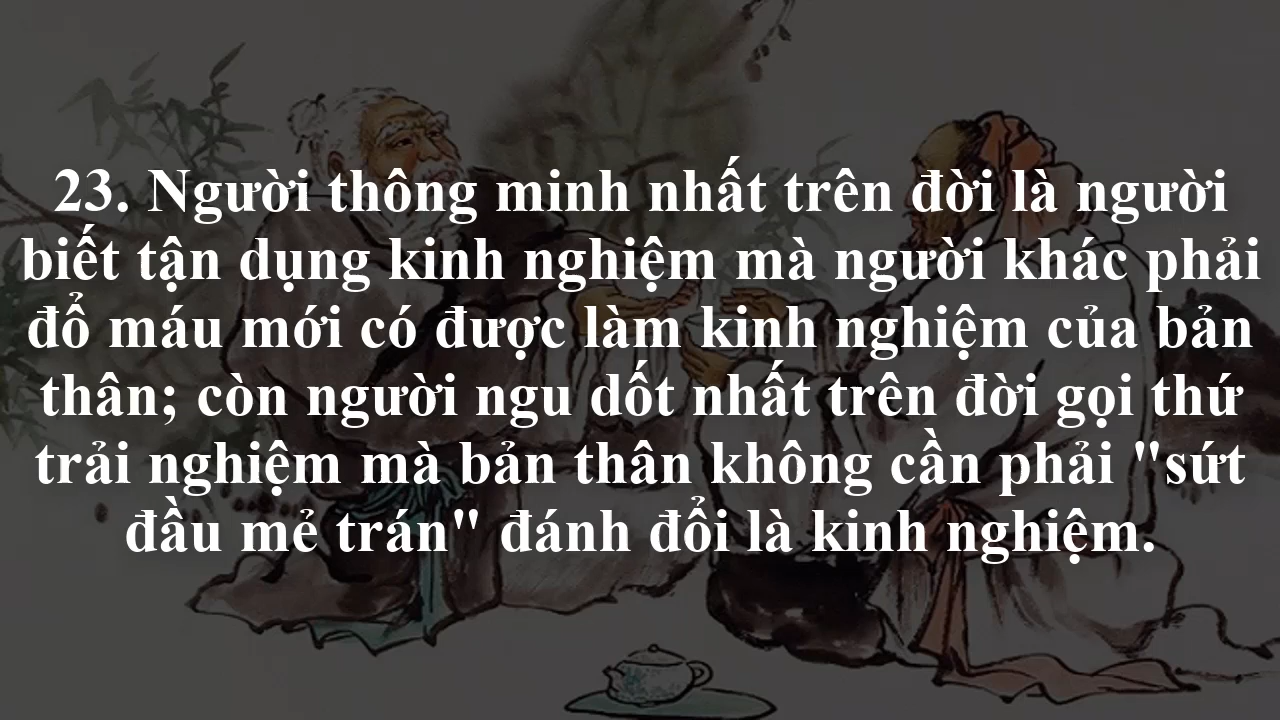 23. Người thông minh nhất trên đời là người
biết tận dụng kinh nghiệm mà người khác phải
đổ máu mới có được làm kinh nghiệm của bản
thân; còn người ngu dốt nhất trên đời gọi thứ
trải nghiệm mà bản thân không cần phải "sứt
đầu mẻ trán" đánh đổi là kinh nghiệm.